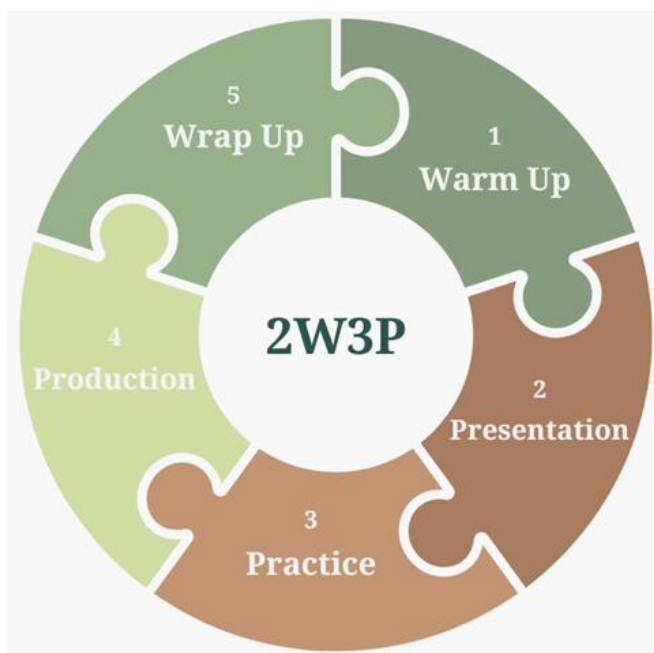 1
Warm Up
2
Presentation
3
Practice
4
Production
5
Wrap Up
2W3P